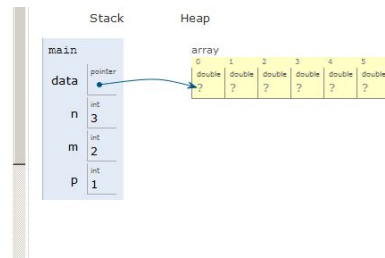 Stack Heap
main
array
0 1 2 3 4 5
data pointer
double double double double double double
? ? ? ? ? ?
int
n 3
int
m 2
int
p 1